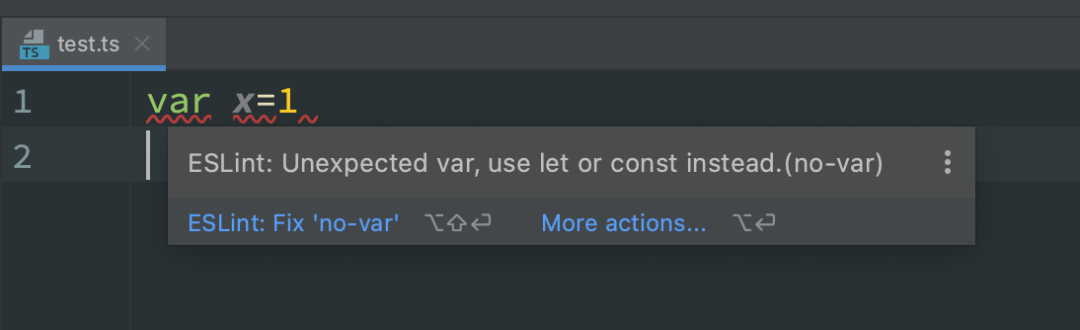 TS test.ts
1 var x=1
2
ESLint: Unexpected var, use let or const instead.(no-var)
ESLint: Fix 'no-var' ⌥⇧⏎ More actions... ⌥⏎